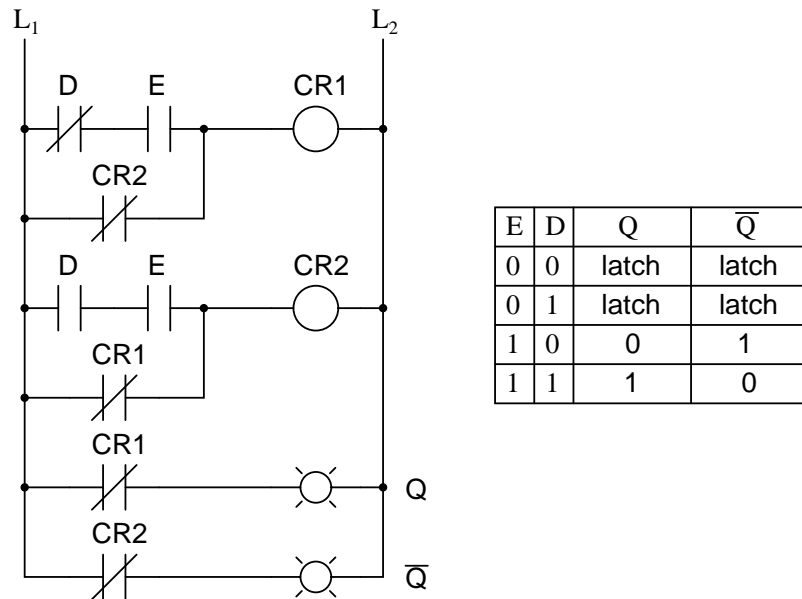 L₁ L₂
D E CR1
CR2
D E CR2
CR1
CR1
Q
CR2
Q̅
E D Q Q̅
0 0 latch latch
0 1 latch latch
1 0 0 1
1 1 1 0